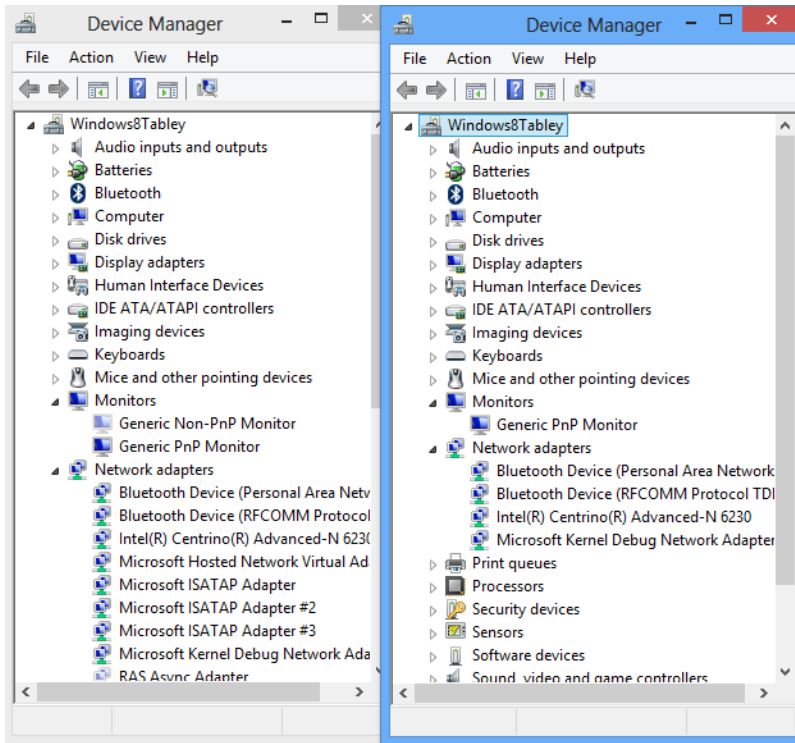 Device Manager
File Action View Help
Windows8Tabley
Audio inputs and outputs
Batteries
Bluetooth
Computer
Disk drives
Display adapters
Human Interface Devices
IDE ATA/ATAPI controllers
Imaging devices
Keyboards
Mice and other pointing devices
Monitors
Generic Non-PnP Monitor
Generic PnP Monitor
Network adapters
Bluetooth Device (Personal Area Netw
Bluetooth Device (RFCOMM Protocol
Intel(R) Centrino(R) Advanced-N 6230
Microsoft Hosted Network Virtual Ad
Microsoft ISATAP Adapter
Microsoft ISATAP Adapter #2
Microsoft ISATAP Adapter #3
Microsoft Kernel Debug Network Ada
RAS Async Adapter
Device Manager
File Action View Help
Windows8Tabley
Audio inputs and outputs
Batteries
Bluetooth
Computer
Disk drives
Display adapters
Human Interface Devices
IDE ATA/ATAPI controllers
Imaging devices
Keyboards
Mice and other pointing devices
Monitors
Generic PnP Monitor
Network adapters
Bluetooth Device (Personal Area Network
Bluetooth Device (RFCOMM Protocol TDI
Intel(R) Centrino(R) Advanced-N 6230
Microsoft Kernel Debug Network Adapter
Print queues
Processors
Security devices
Sensors
Software devices
Sound, video and game controllers